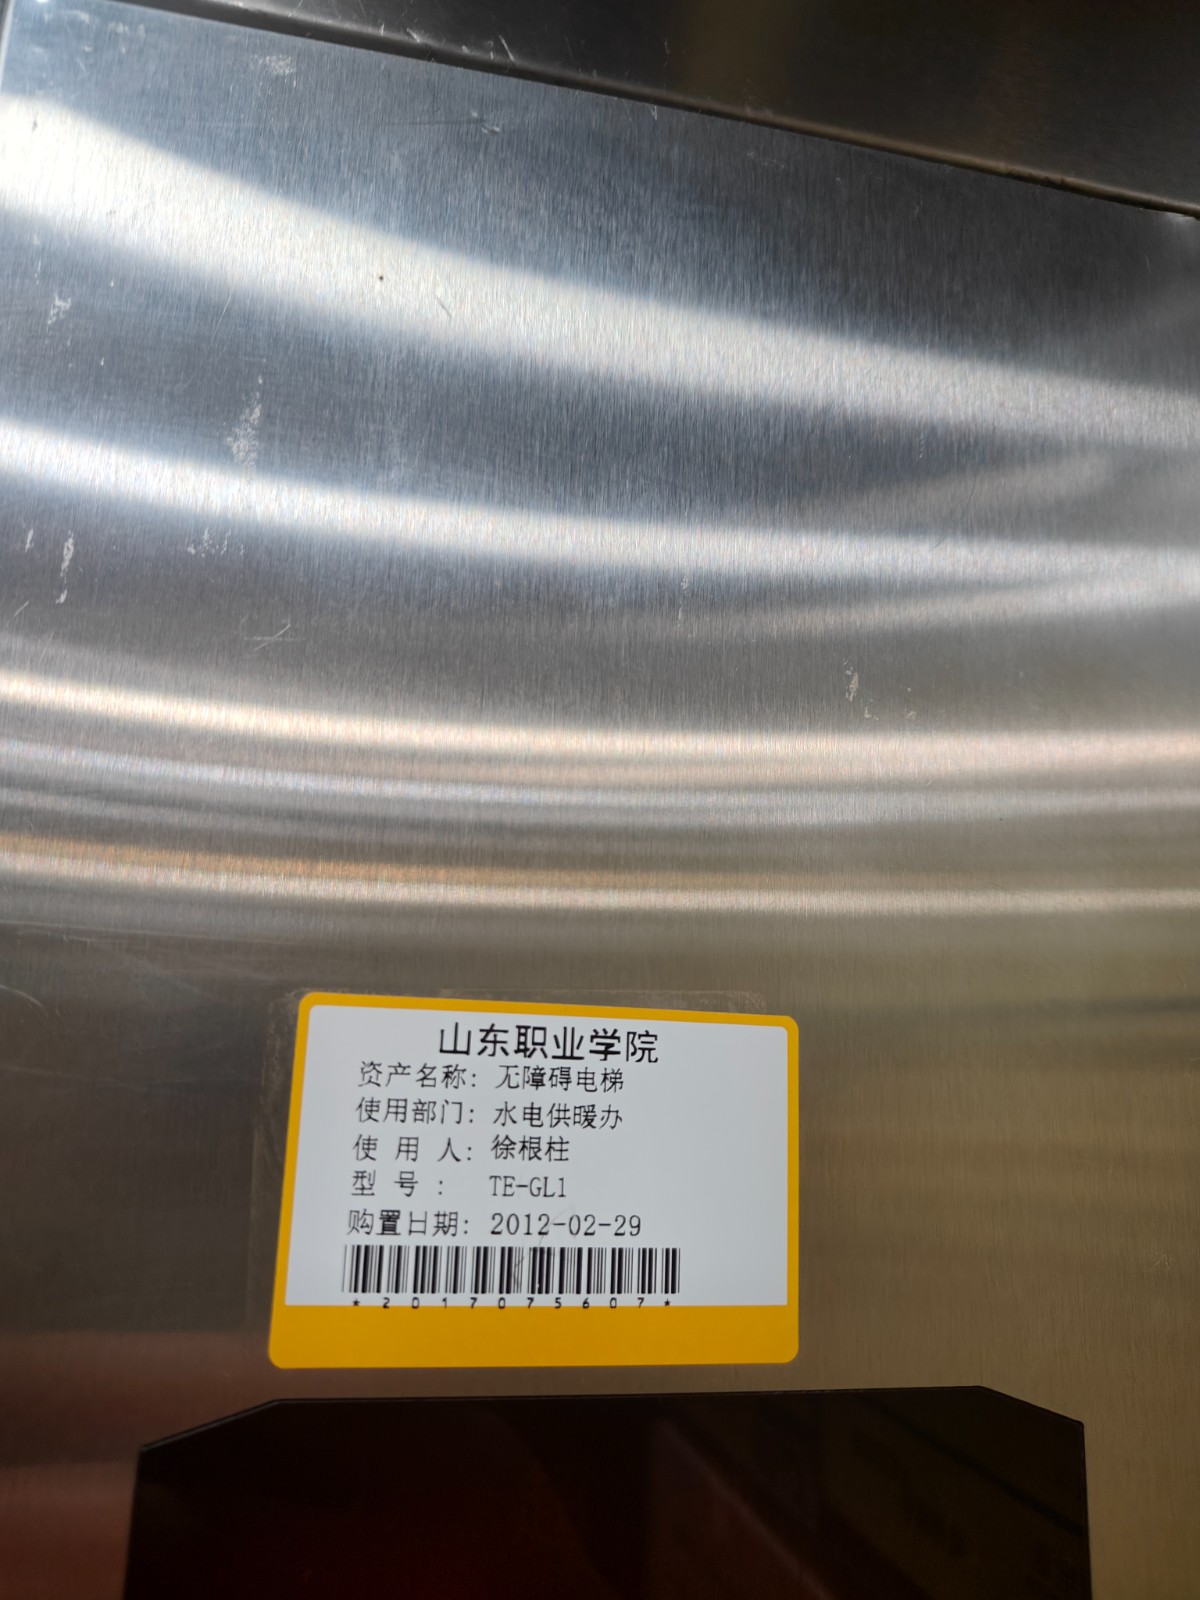 山东职业学院
资产名称：无障碍电梯
使用部门：水电供暖办
使 用 人：徐根柱
型 号 ： TE-GL1
购置日期：2012-02-29
*2017075607*